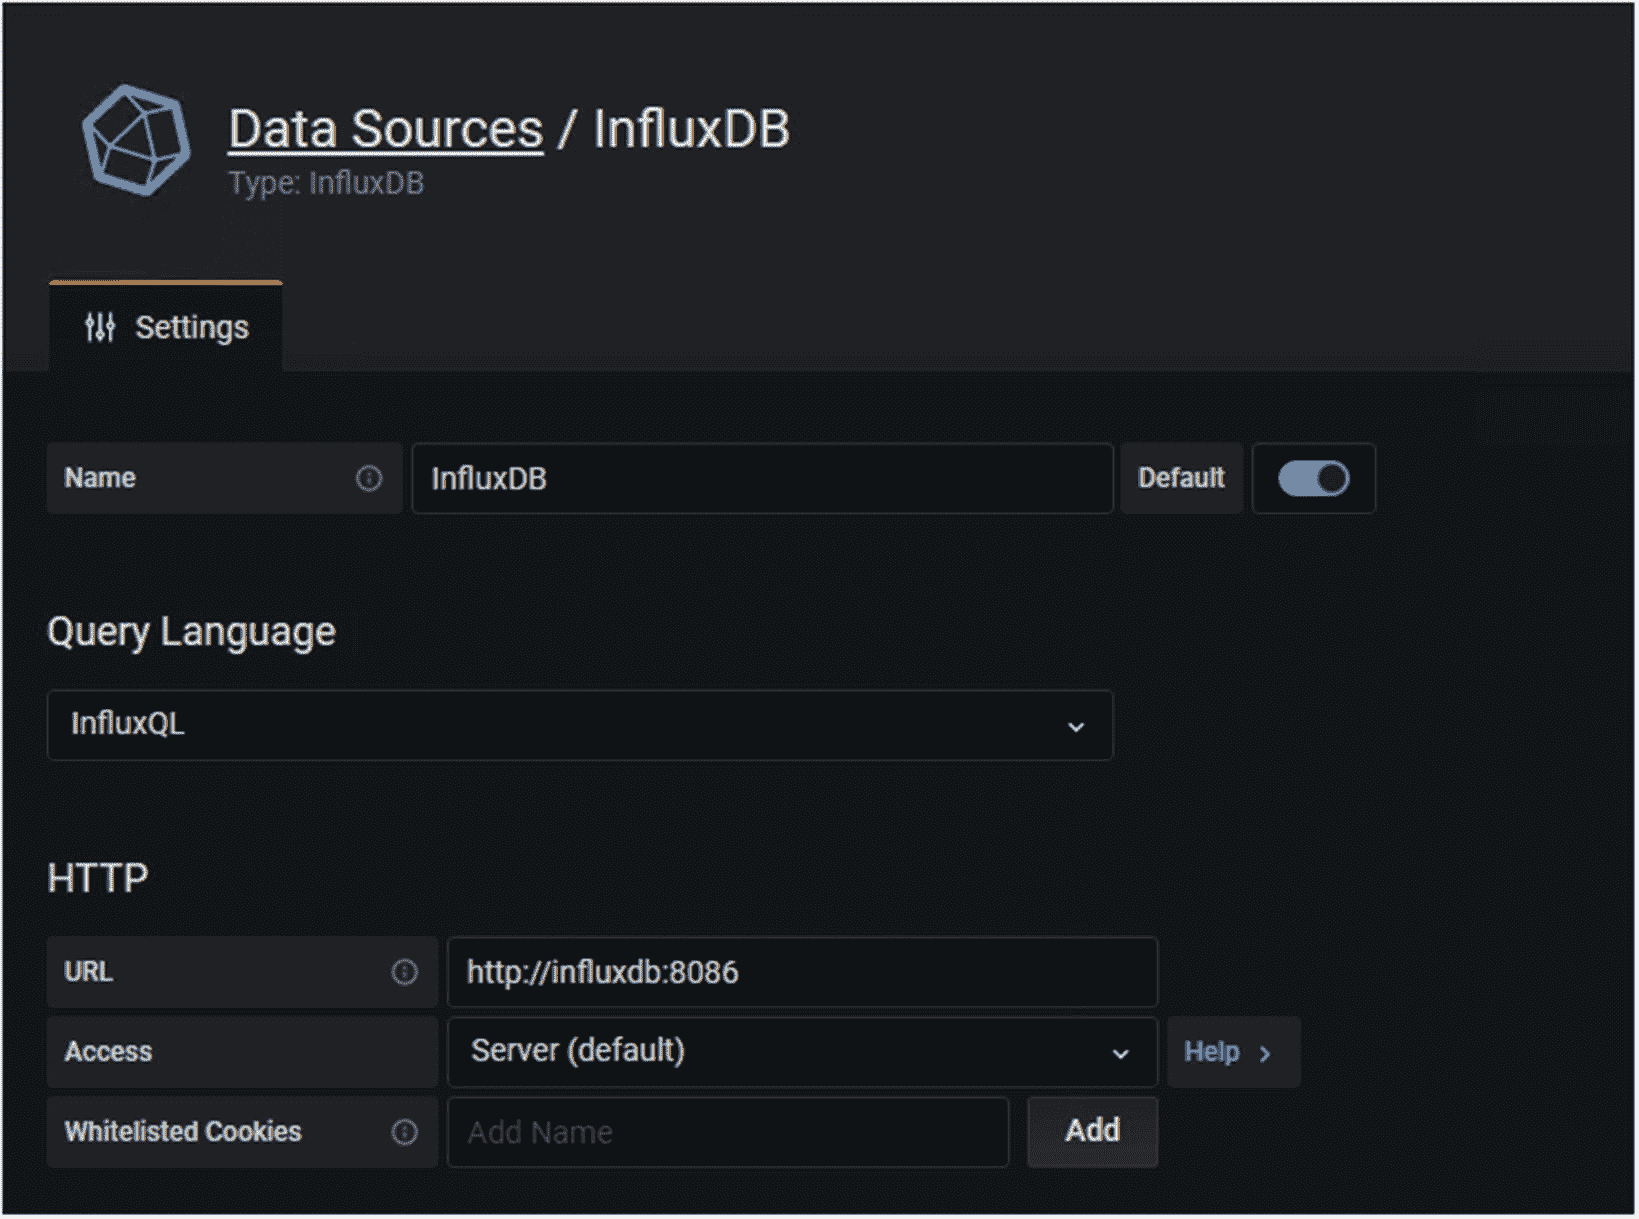 Data Sources / InfluxDB
Type: InfluxDB
Settings
Name InfluxDB Default
Query Language
InfluxQL
HTTP
URL http://influxdb:8086
Access Server (default) Help
Whitelisted Cookies Add Name Add